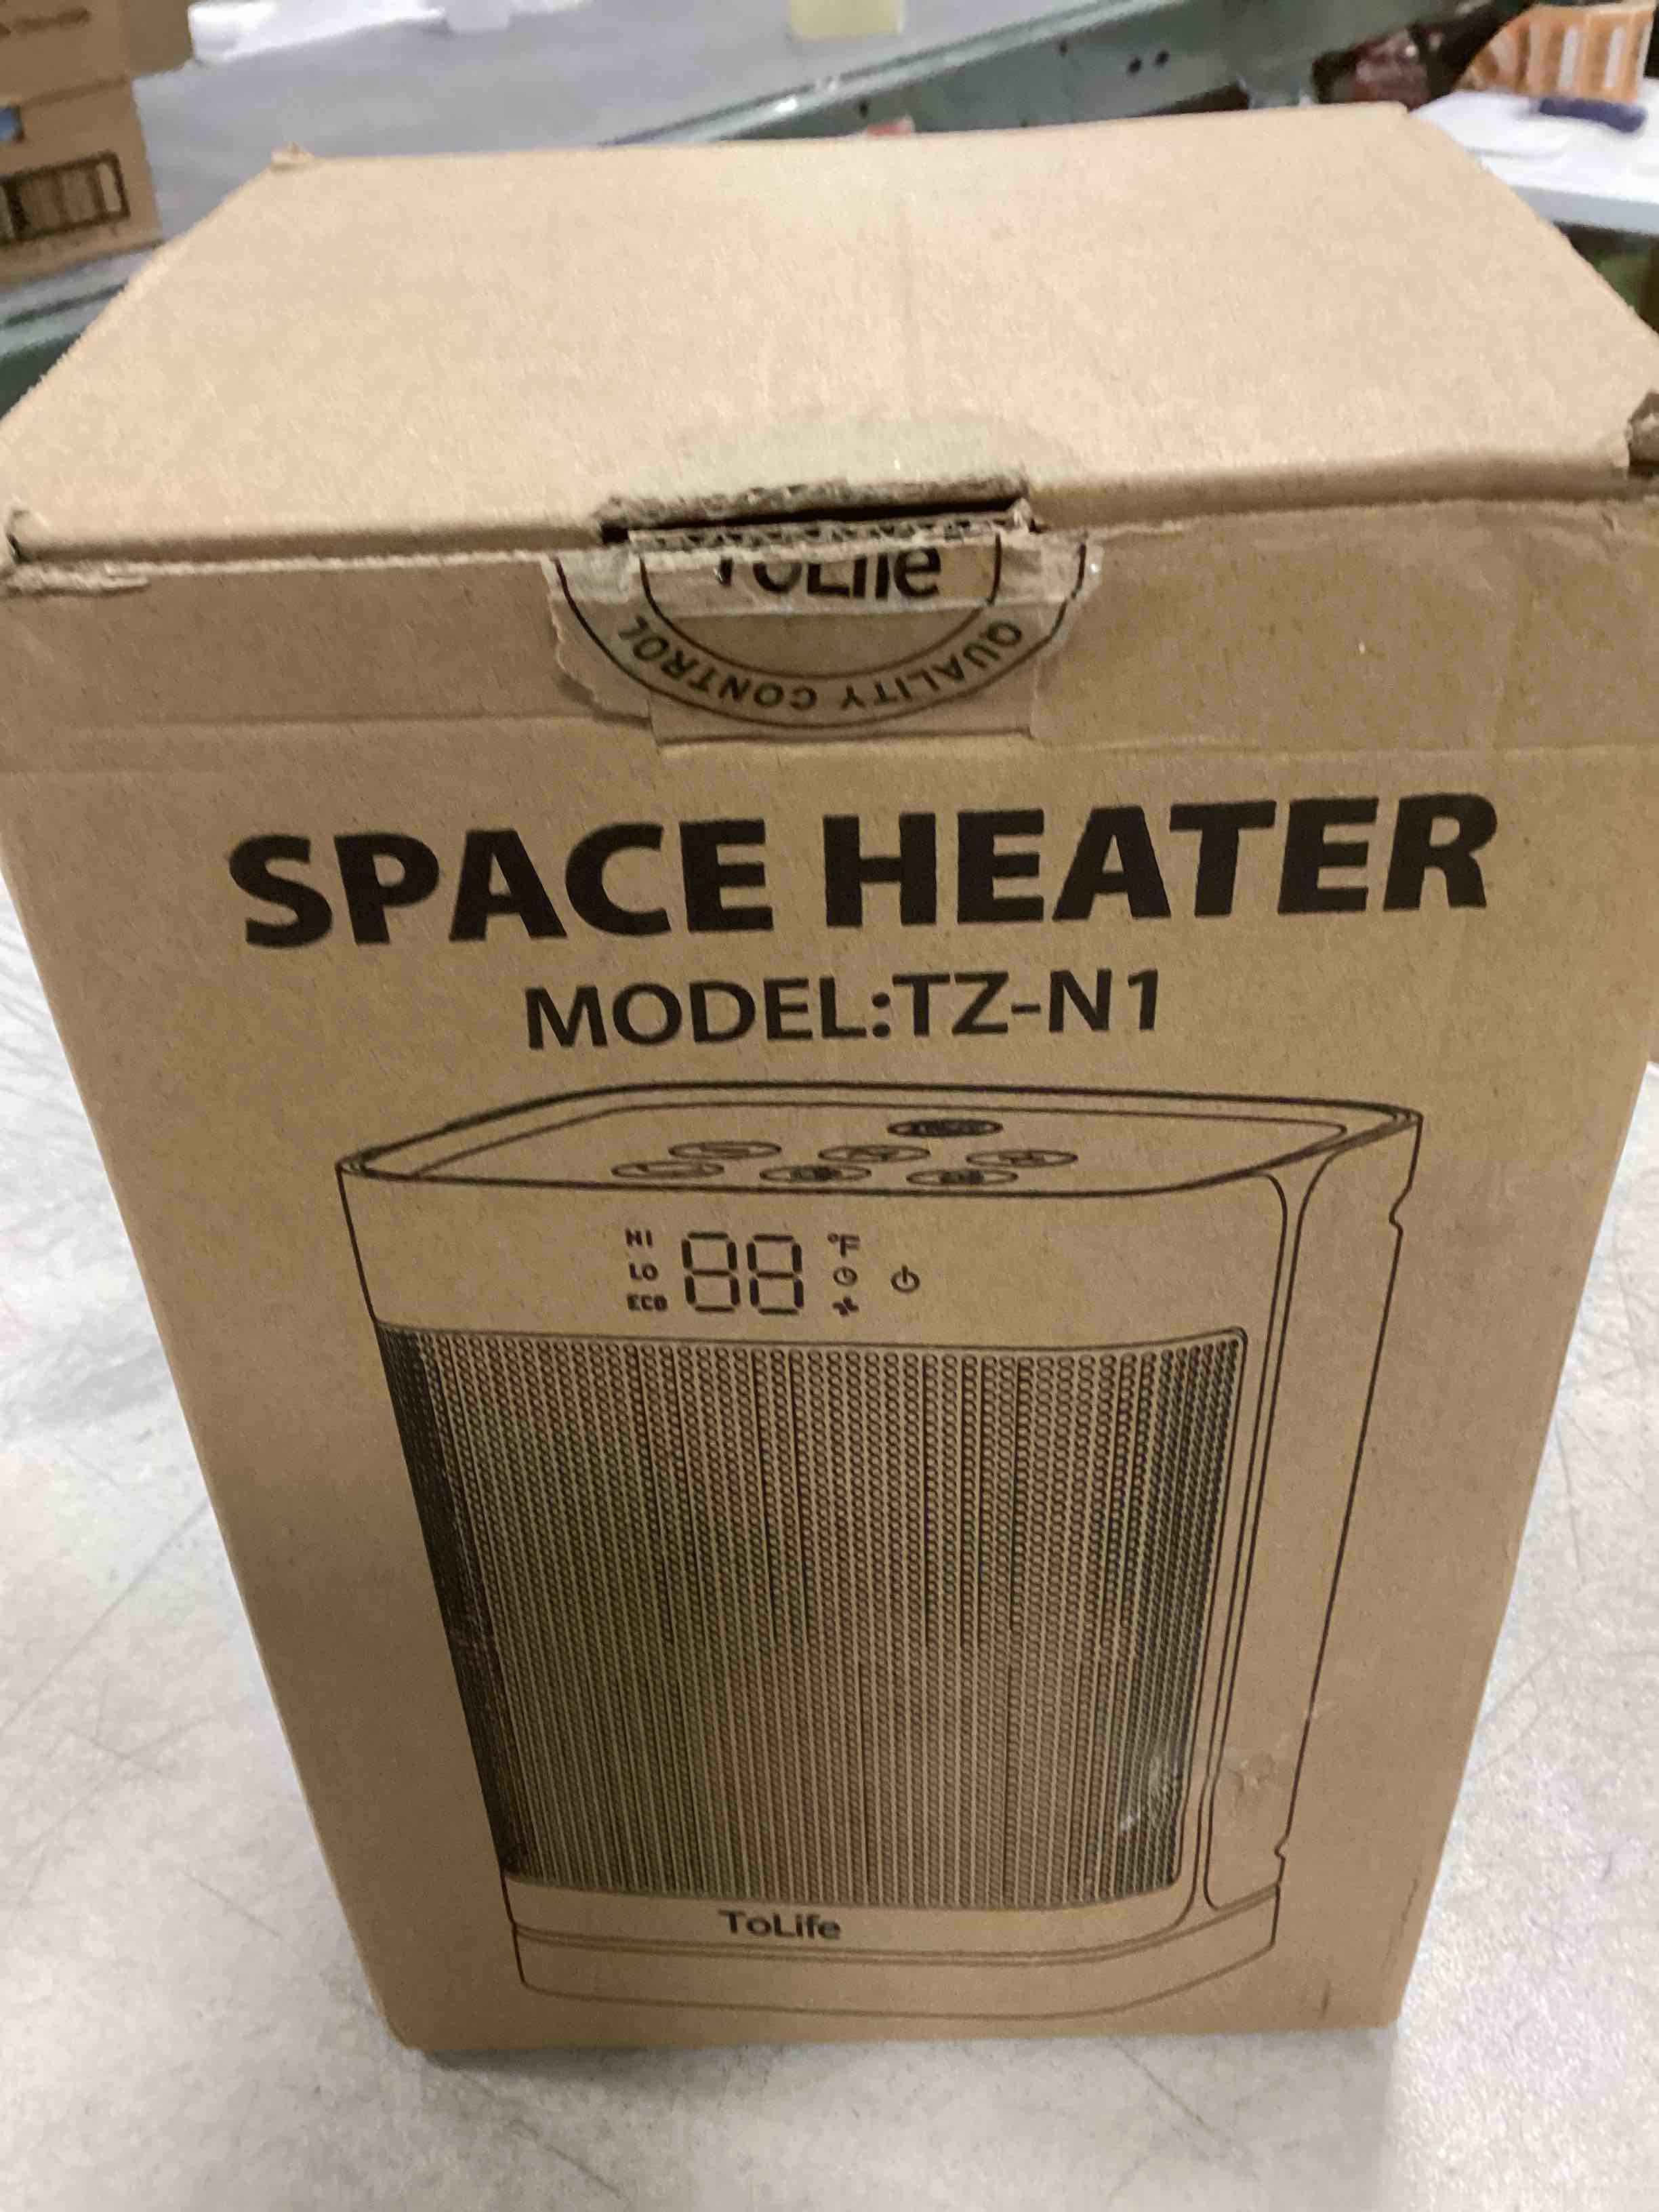 ToLife
QUALITY CONTROL
SPACE HEATER
MODEL:TZ-N1
HI
LO
ECO
88
°F
ToLife